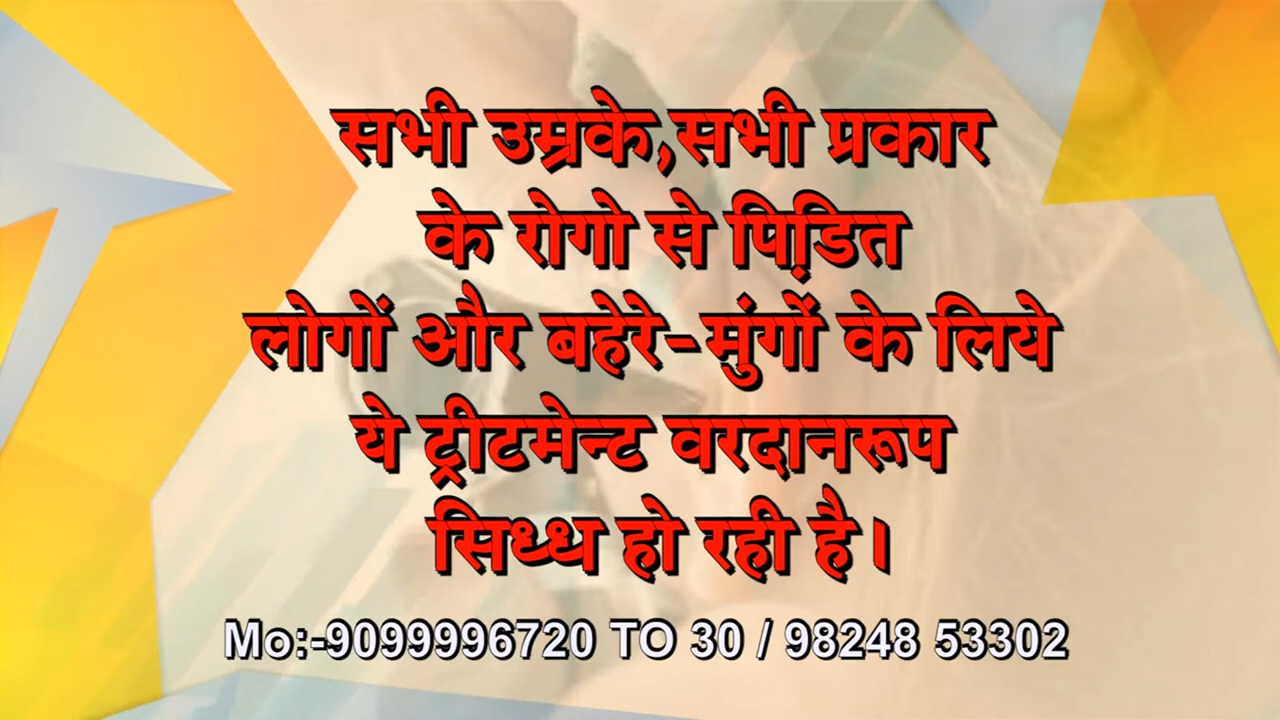 सभी उम्रके,सभी प्रकार
के रोगो से पिडि़त
लोगों और बहेरे-मुंगों के लिये
ये ट्रीटमेन्ट वरदानरूप
सिध्ध हो रही है।
Mo:-9099996720 TO 30 / 98248 53302